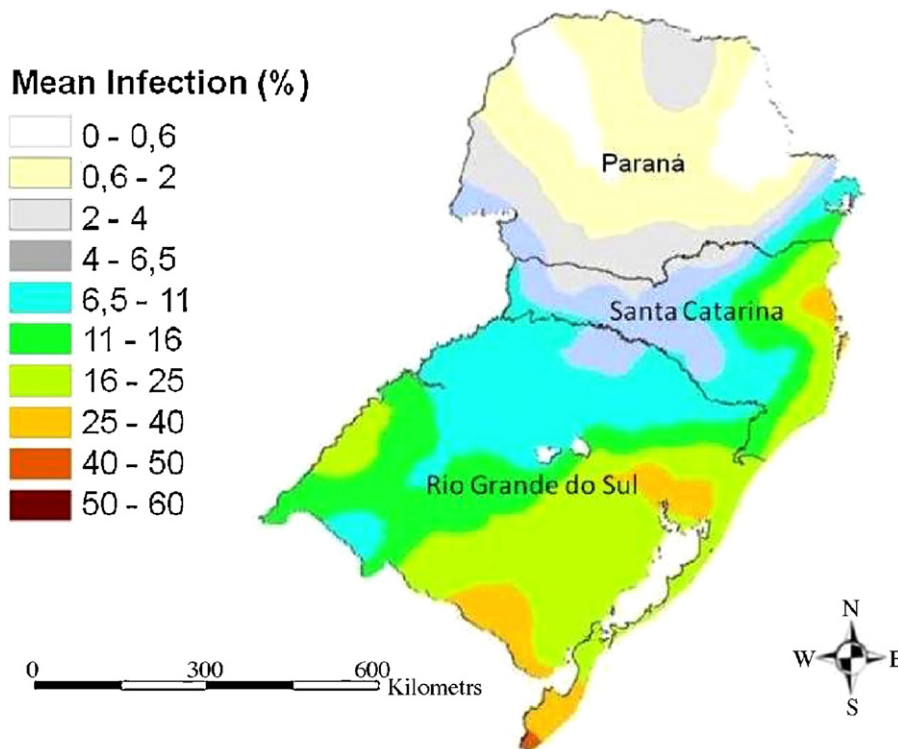 Mean Infection (%)
0 - 0,6
0,6 - 2
2 - 4
4 - 6,5
6,5 - 11
11 - 16
16 - 25
25 - 40
40 - 50
50 - 60
Paraná
Santa Catarina
Rio Grande do Sul
0 300 600
Kilometrs
N
W E
S